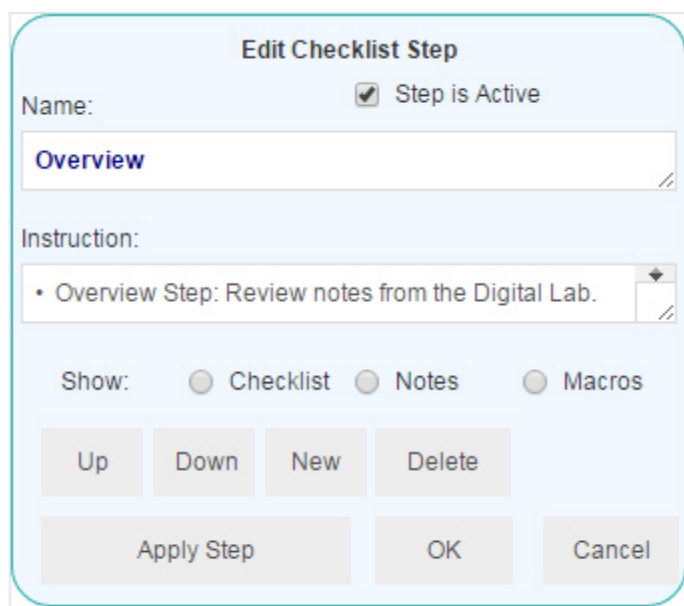 Edit Checklist Step
Step is Active
Name:
Overview
Instruction:
• Overview Step: Review notes from the Digital Lab.
Show: Checklist Notes Macros
Up Down New Delete
Apply Step OK Cancel